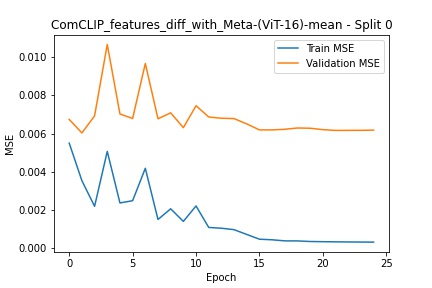 ComCLIP_features_diff_with_Meta-(ViT-16)-mean - Split 0
Train MSE
Validation MSE
MSE
0.010
0.008
0.006
0.004
0.002
0.000
0 5 10 15 20 25
Epoch